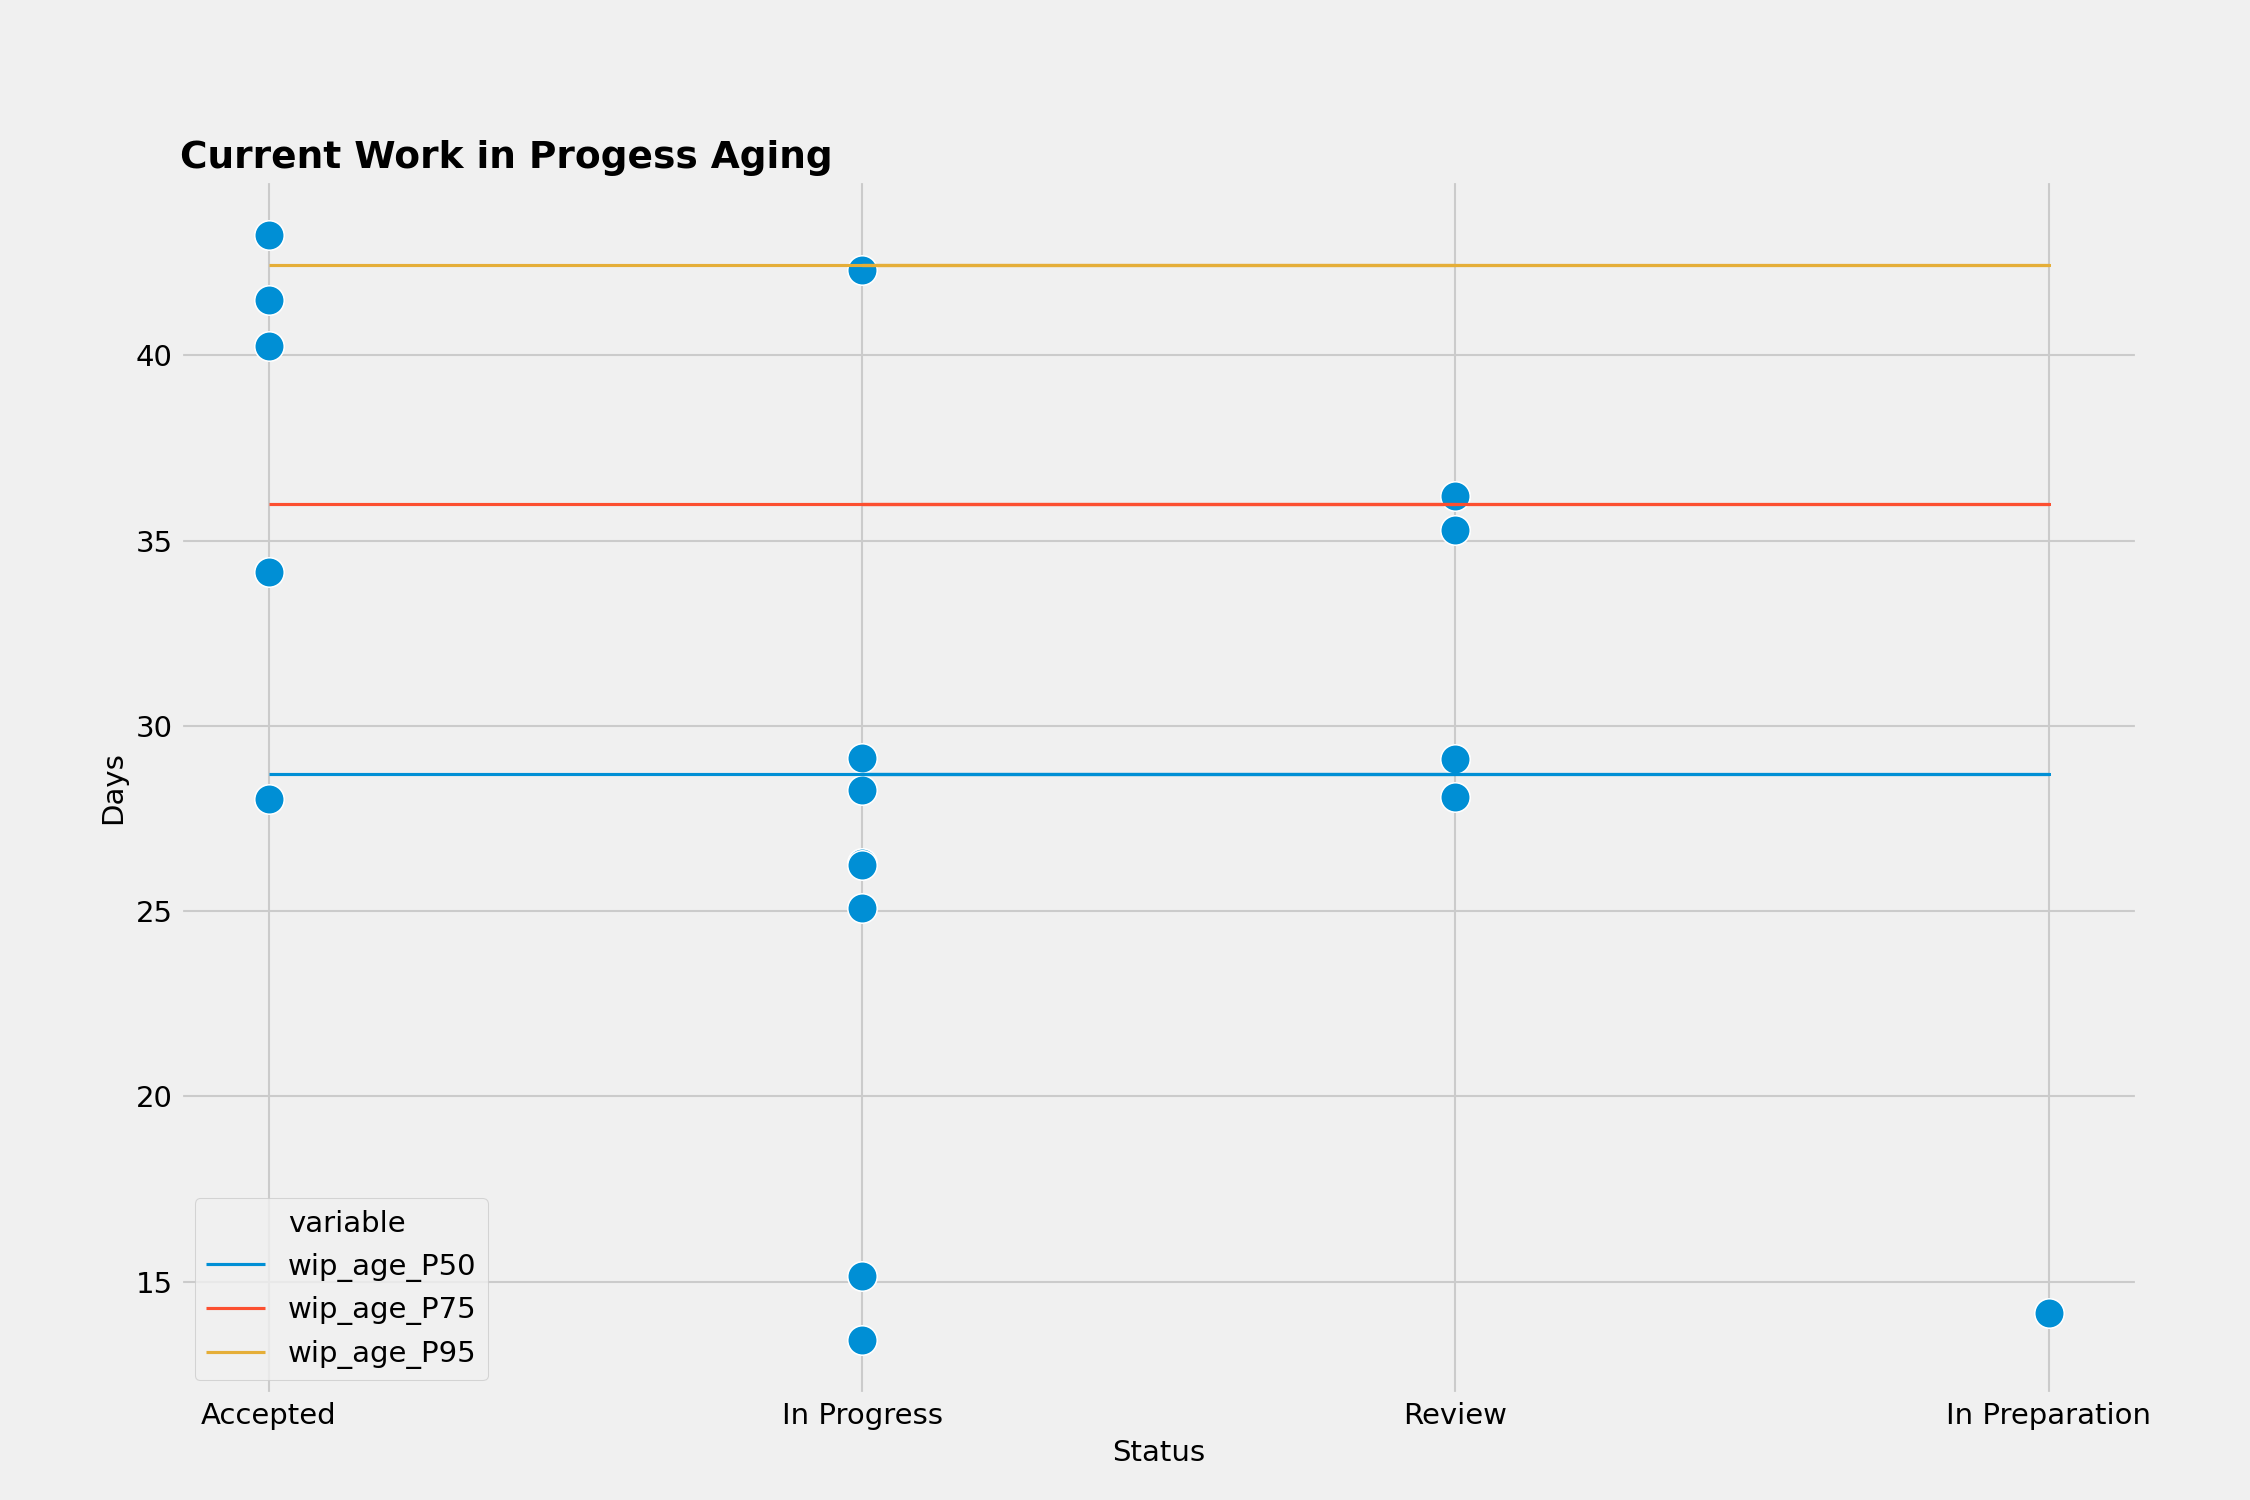 Current Work in Progess Aging
40
35
30
25
20
15
Days
variable
wip_age_P50
wip_age_P75
wip_age_P95
Accepted
In Progress
Review
In Preparation
Status